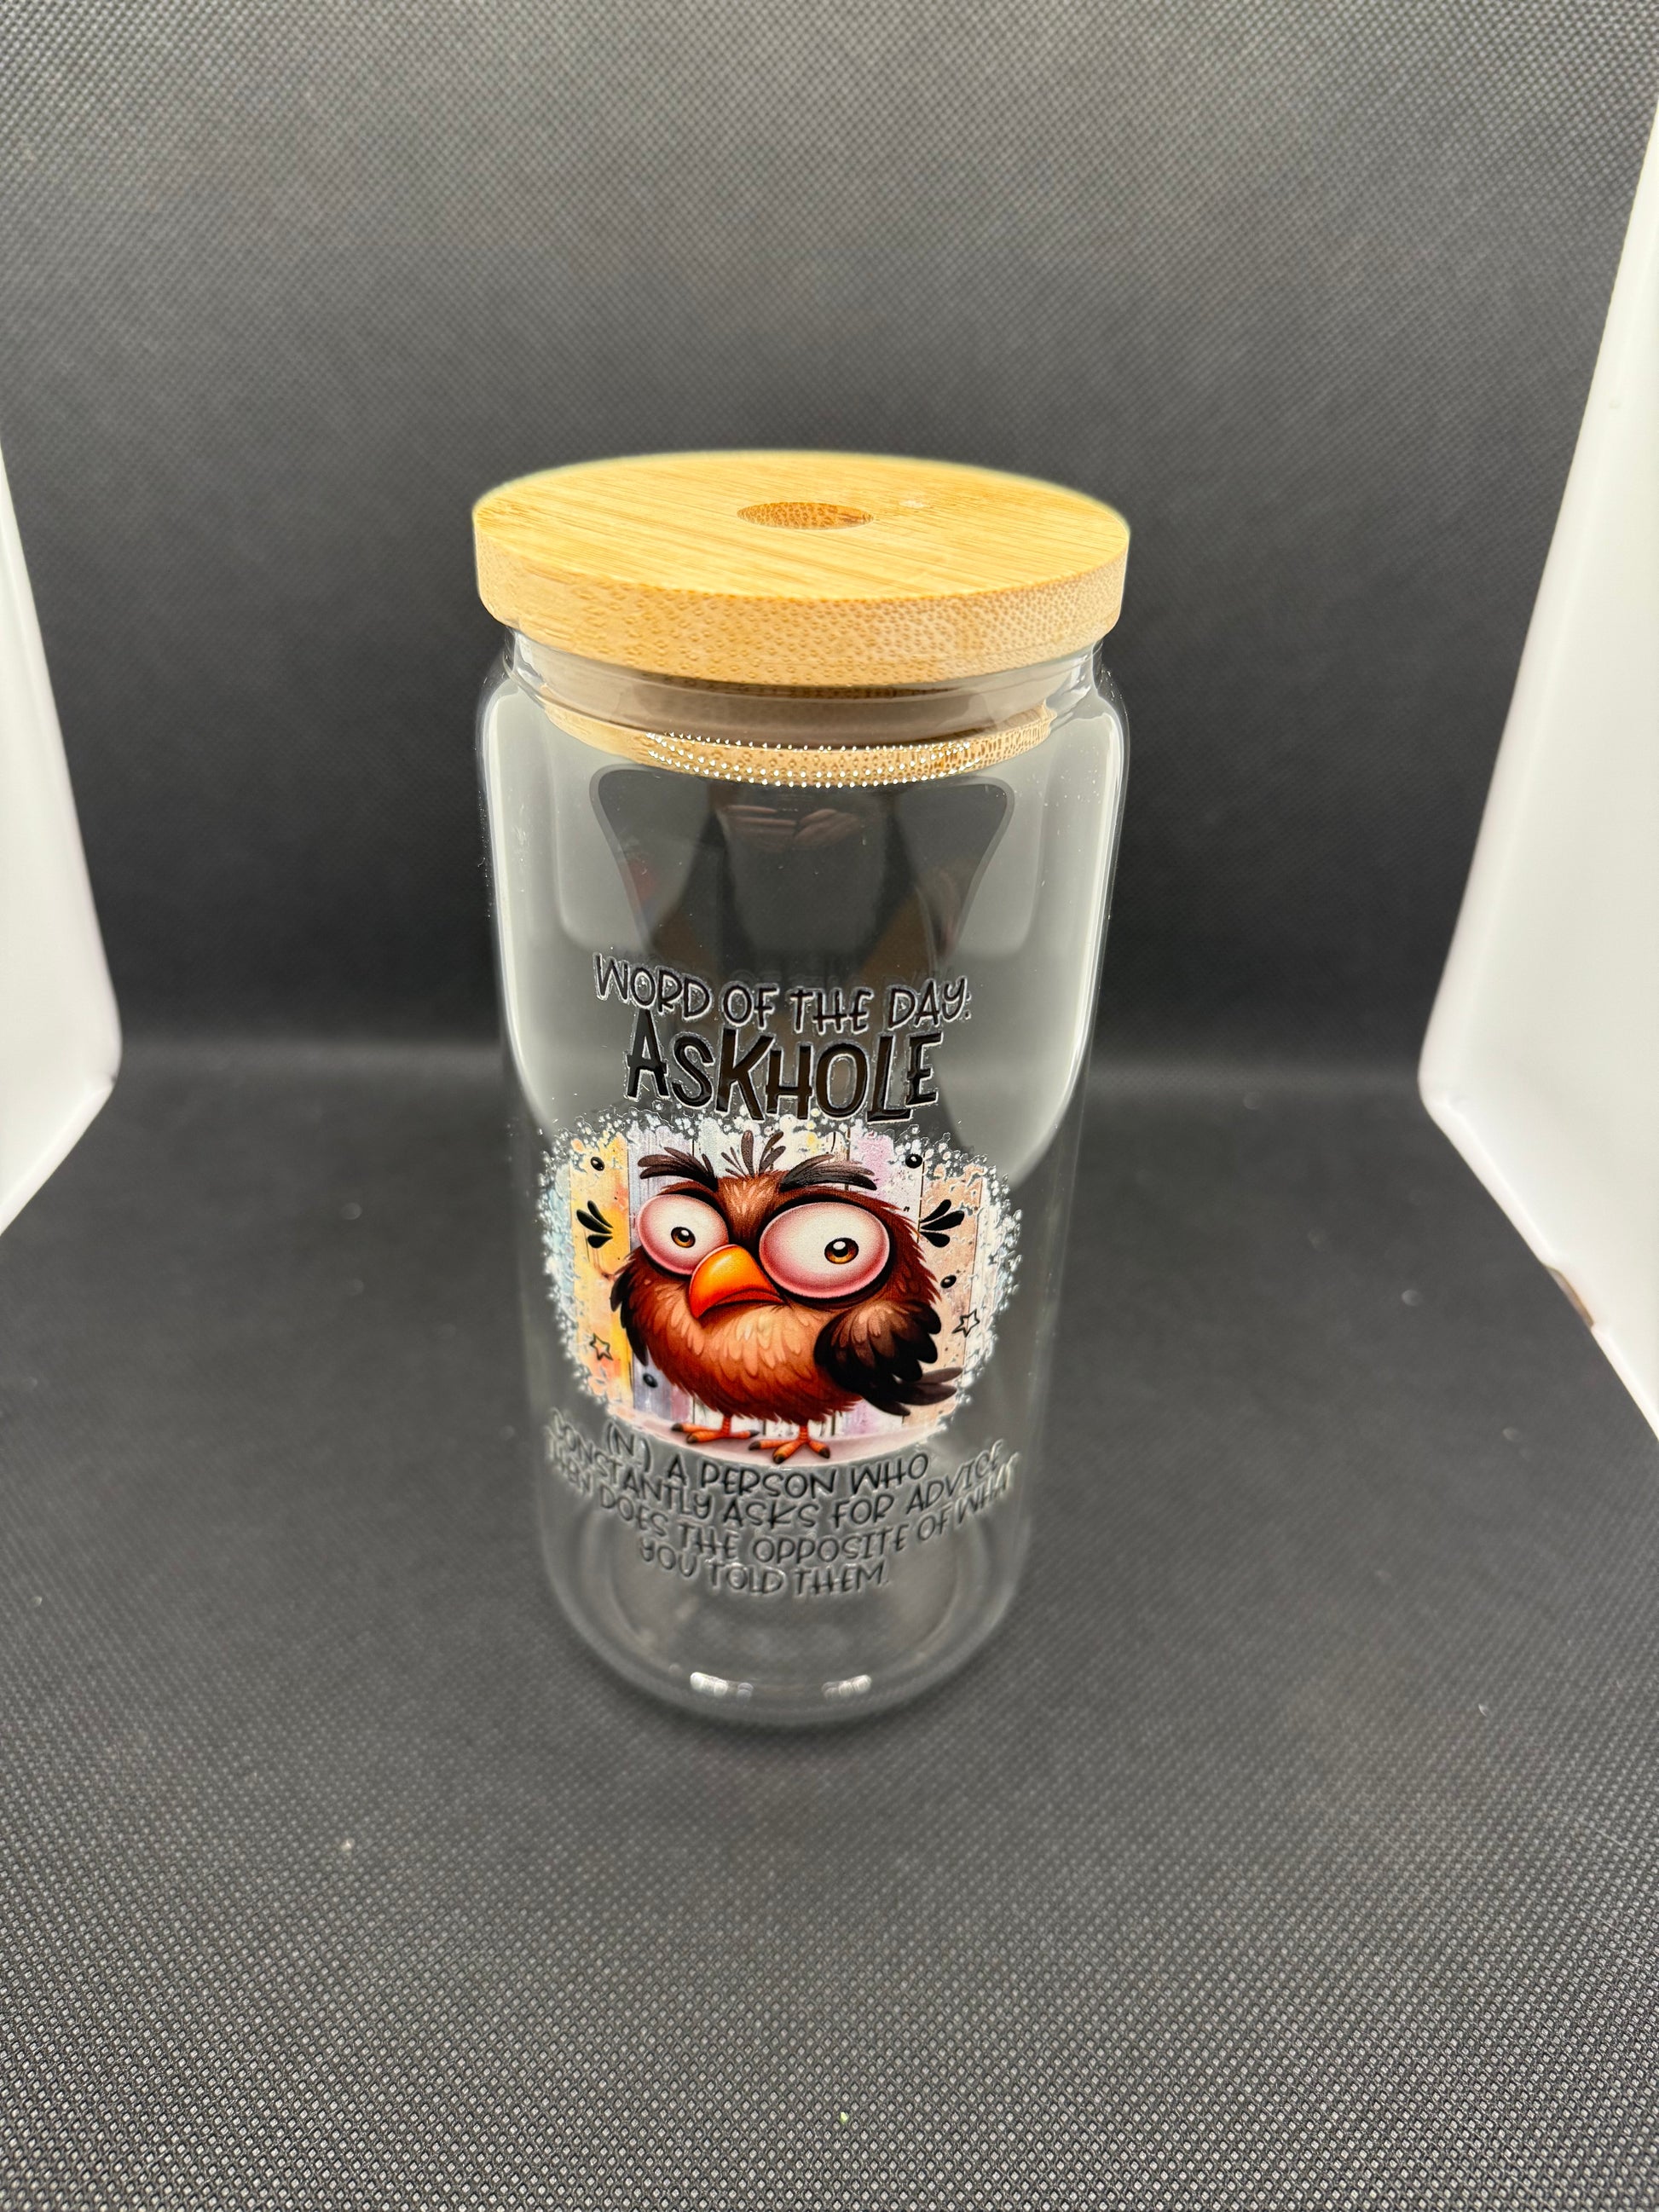 WORD OF THE DAY:
ASKHOLE
(N.) A PERSON WHO
CONSTANTLY ASKS FOR ADVICE,
THEN DOES THE OPPOSITE OF WHAT
YOU TOLD THEM.